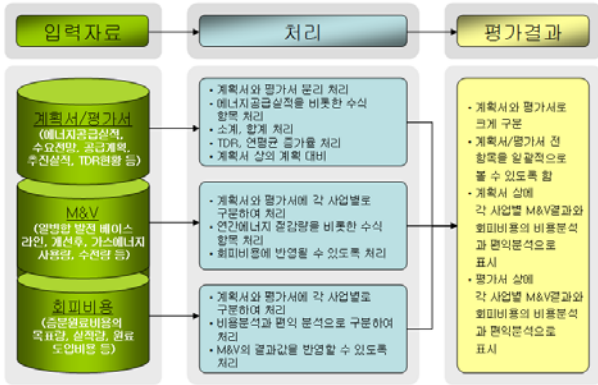 입력자료
처리
평가결과
계획서/평가서
(에너지공급실적,
수요전망, 공급계획,
추진실적, TDR현황 등)
M&V
(열병합 발전 베이스
라인, 개선후, 가스에너지
사용량, 수전량 등)
회피비용
(증분원료비용의
목표량, 실적량, 원료
도입비용 등)
• 계획서와 평가서 분리 처리
• 에너지공급실적을 비롯한 수식
항목 처리
• 소계, 합계 처리
• TDR, 연평균 증가율 처리
• 계획서 상의 계획 대비
• 계획서와 평가서에 각 사업별로
구분하여 처리
• 연간에너지 절감량을 비롯한 수식
항목 처리
• 회피비용에 반영될 수 있도록 처리
• 계획서와 평가서에 각 사업별로
구분하여 처리
• 비용분석과 편익 분석으로 구분하여
처리
• M&V의 결과값을 반영할 수 있도록
처리
• 계획서와 평가서로
크게 구분
• 계획서/평가서 전
항목을 일괄적으로
볼 수 있도록 함
• 계획서 상에
각 사업별 M&V결과와
회피비용의 비용분석
과 편익분석으로
표시
• 평가서 상에
각 사업별 M&V결과와
회피비용의 비용분석
과 편익분석으로
표시